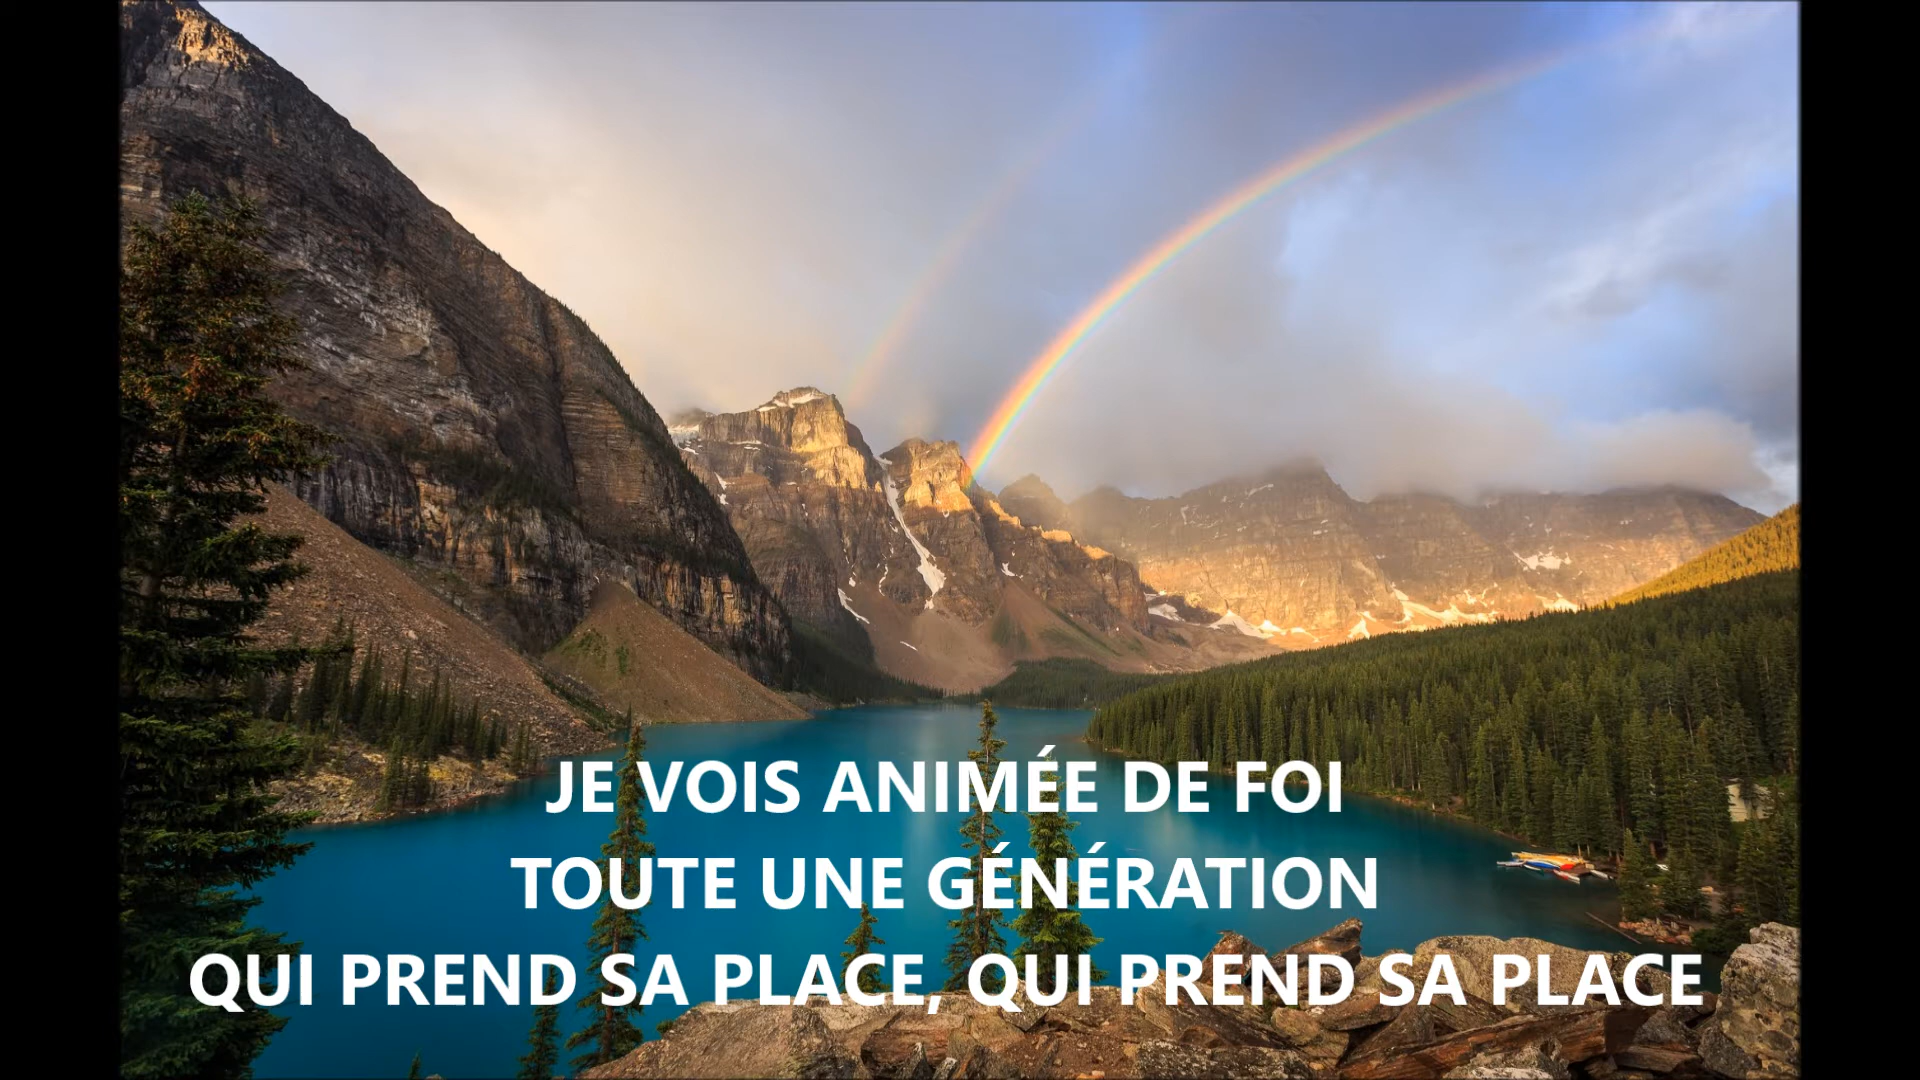 JE VOIS ANIMÉE DE FOI
TOUTE UNE GÉNÉRATION
QUI PREND SA PLACE, QUI PREND SA PLACE